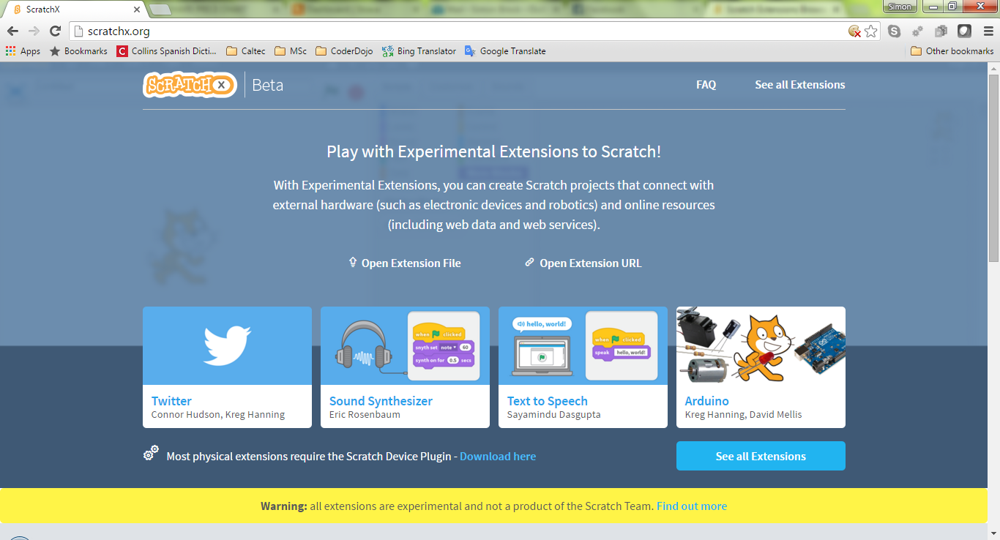 ScratchX
Simon
scratchx.org
Apps Bookmarks Collins Spanish Dicti... Caltec MSc CoderDojo Bing Translator Google Translate Other bookmarks
SCRATCH X Beta FAQ See all Extensions
Play with Experimental Extensions to Scratch!
With Experimental Extensions, you can create Scratch projects that connect with
external hardware (such as electronic devices and robotics) and online resources
(including web data and web services).
Open Extension File Open Extension URL
when clicked
snyth set note 60
synth on for 0.5 secs
hello, world!
when clicked
speak hello, world!
Twitter
Connor Hudson, Kreg Hanning
Sound Synthesizer
Eric Rosenbaum
Text to Speech
Sayamindu Dasgupta
Arduino
Kreg Hanning, David Mellis
Most physical extensions require the Scratch Device Plugin - Download here
See all Extensions
Warning: all extensions are experimental and not a product of the Scratch Team. Find out more